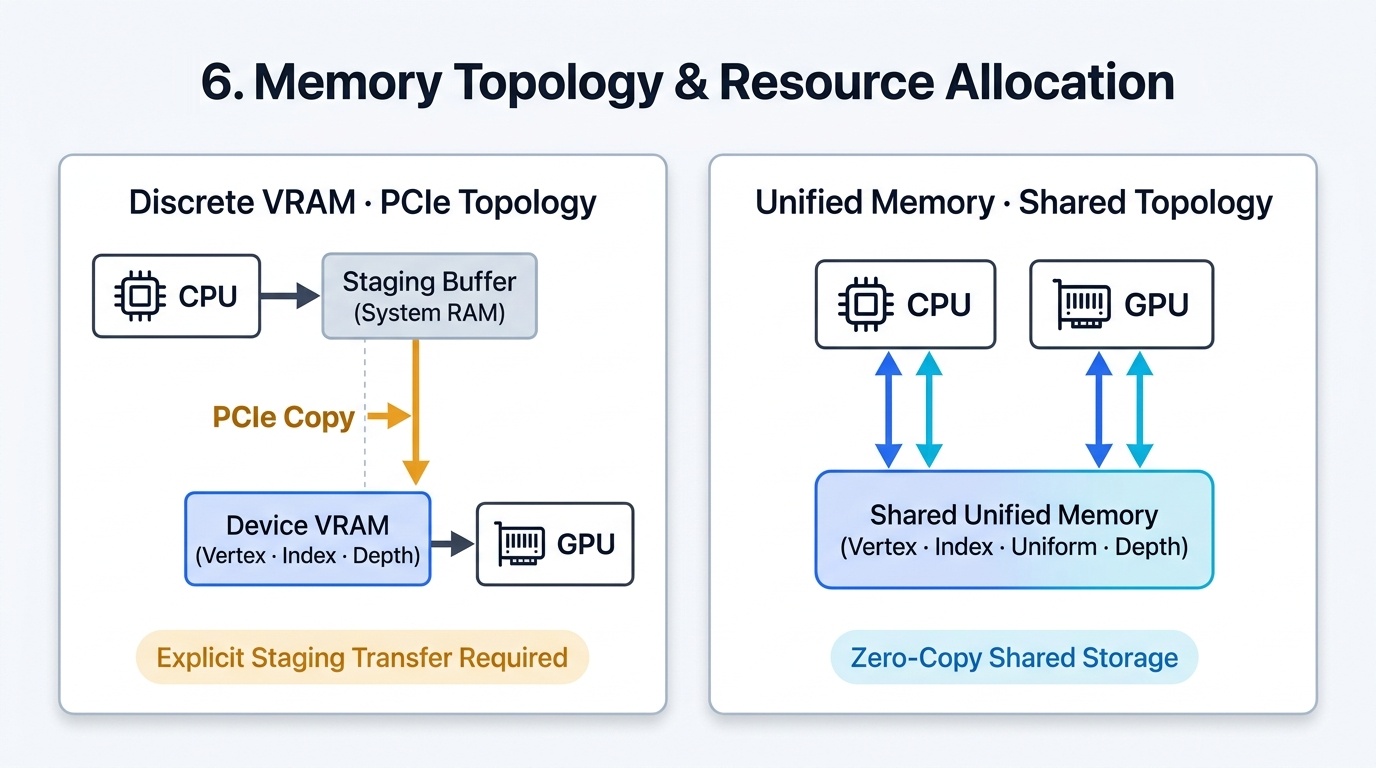 6. Memory Topology & Resource Allocation
Discrete VRAM · PCIe Topology
CPU
Staging Buffer
(System RAM)
PCIe Copy
Device VRAM
(Vertex · Index · Depth)
GPU
Explicit Staging Transfer Required
Unified Memory · Shared Topology
CPU
GPU
Shared Unified Memory
(Vertex · Index · Uniform · Depth)
Zero-Copy Shared Storage